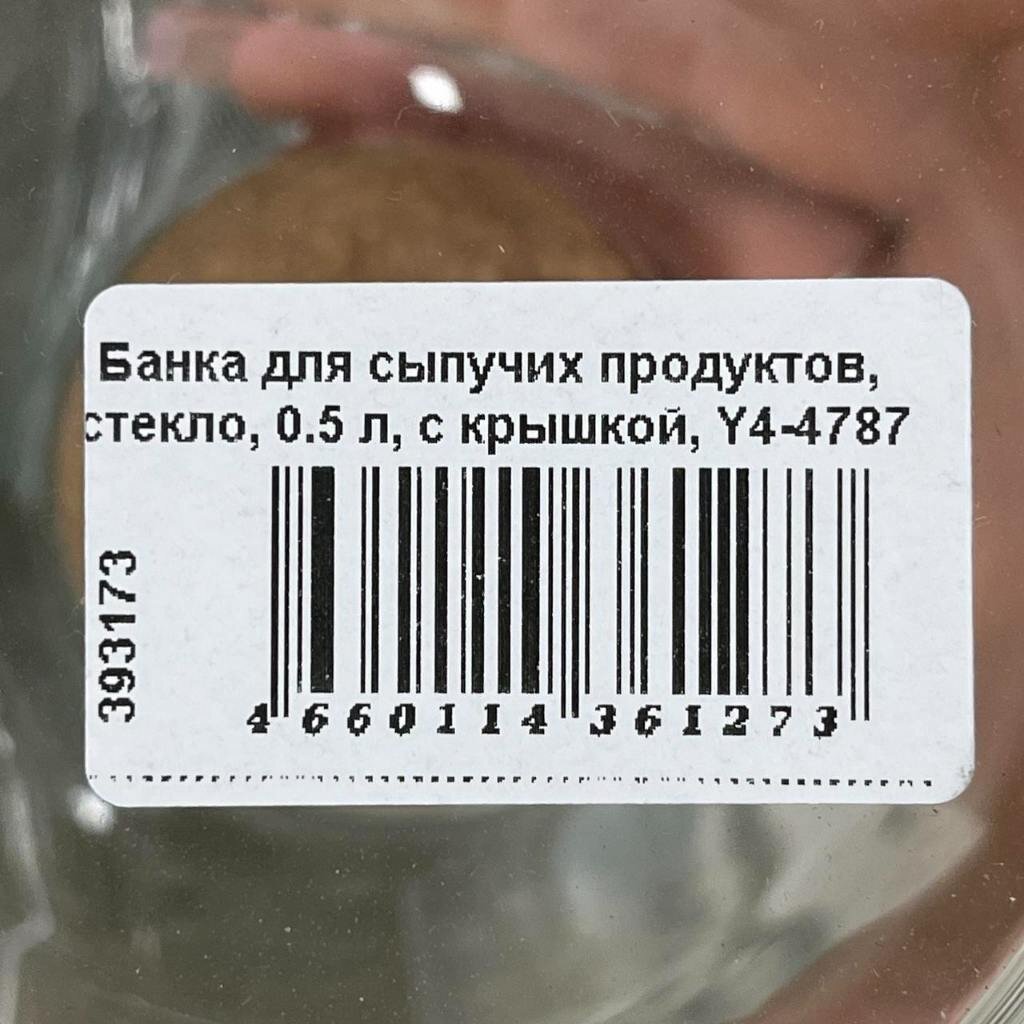 Банка для сыпучих продуктов,
стекло, 0.5 л, с крышкой, Y4-4787
393173
4 660114 361273